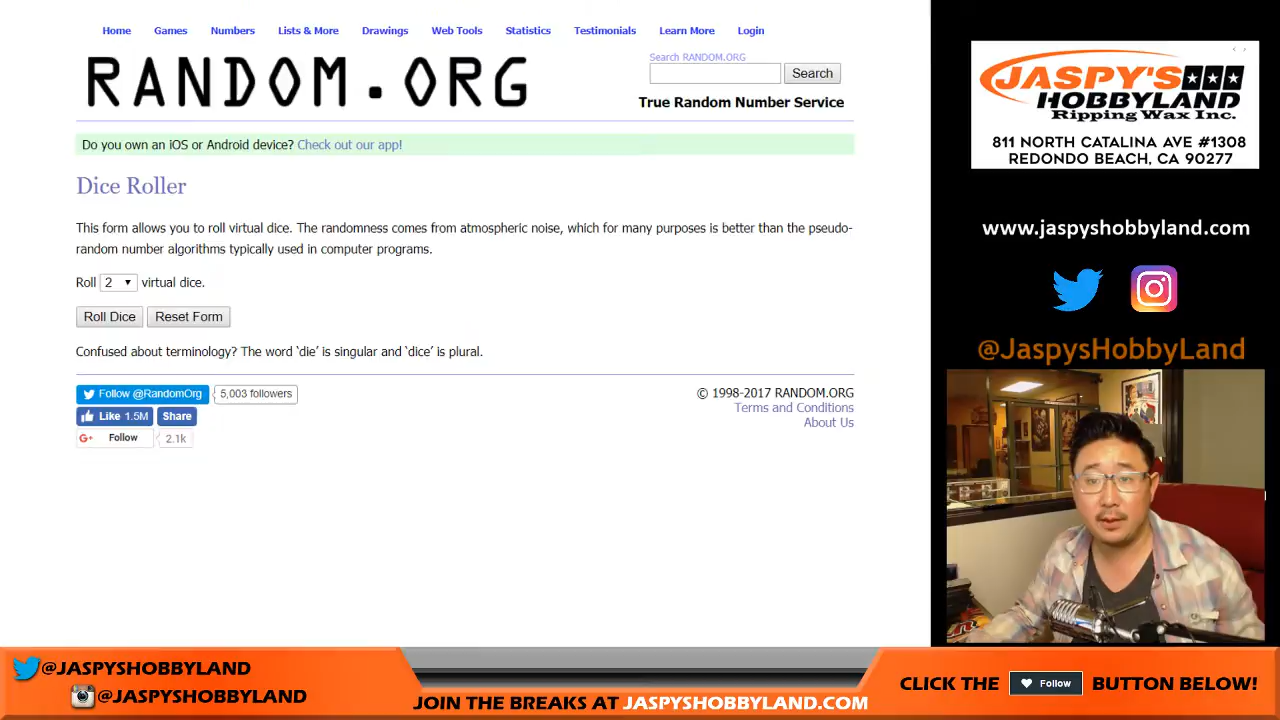 Home Games Numbers Lists & More Drawings Web Tools Statistics Testimonials Learn More Login
RANDOM.ORG
Search RANDOM.ORG
Search
True Random Number Service
Do you own an iOS or Android device? Check out our app!
Dice Roller
This form allows you to roll virtual dice. The randomness comes from atmospheric noise, which for many purposes is better than the pseudo-
random number algorithms typically used in computer programs.
Roll 2 virtual dice.
Roll Dice Reset Form
Confused about terminology? The word ‘die’ is singular and ‘dice’ is plural.
Follow @RandomOrg 5,003 followers
Like 1.5M Share
G+ Follow 2.1k
© 1998-2017 RANDOM.ORG
Terms and Conditions
About Us
JASPY'S
HOBBYLAND
Ripping Wax Inc.
811 NORTH CATALINA AVE #1308
REDONDO BEACH, CA 90277
www.jaspyshobbyland.com
@JaspysHobbyLand
@JASPYSHOBBYLAND
@JASPYSHOBBYLAND
JOIN THE BREAKS AT JASPYSHOBBYLAND.COM
CLICK THE Follow BUTTON BELOW!